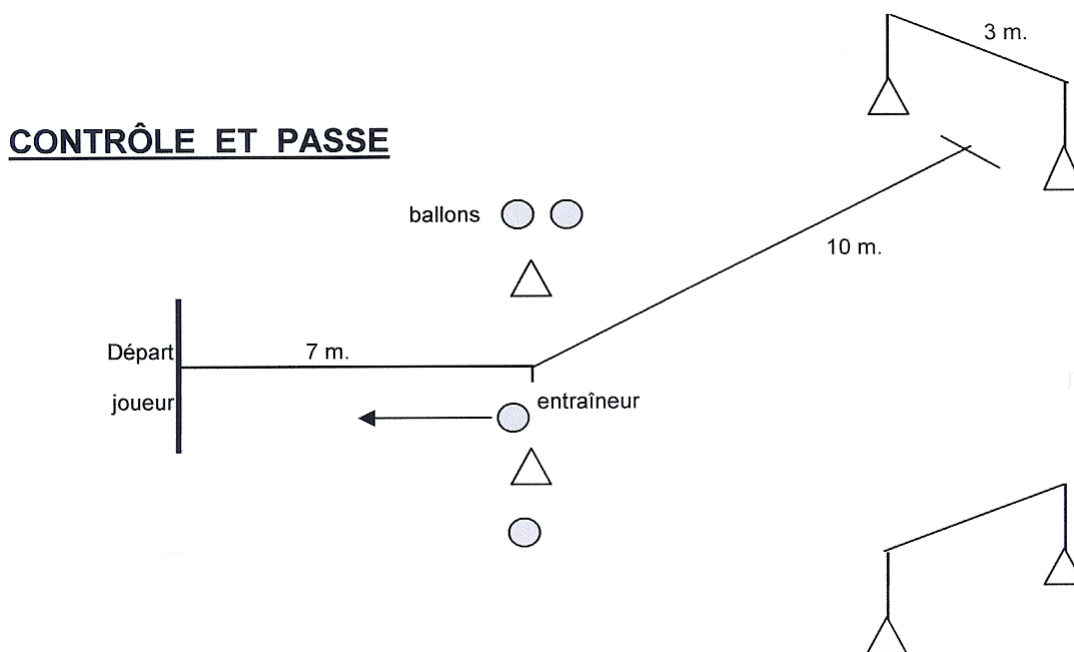 3 m.
CONTRÔLE ET PASSE
ballons
10 m.
Départ
7 m.
joueur
entraîneur